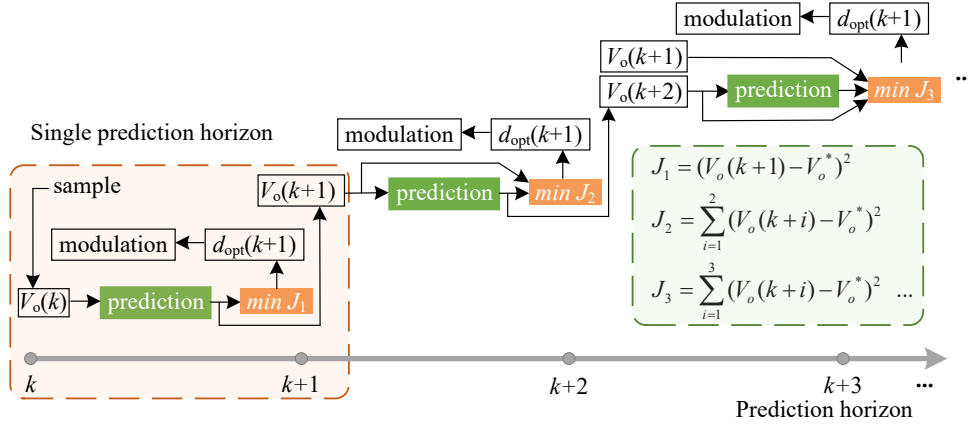 modulation
d_opt(k+1)
V_o(k+1)
V_o(k+2)
prediction
min J_3
..
Single prediction horizon
modulation
d_opt(k+1)
V_o(k+1)
prediction
min J_2
sample
modulation
d_opt(k+1)
V_o(k)
prediction
min J_1
J_1 = (V_o(k+1)−V_o^*)^2
J_2 = \sum_{i=1}^{2}(V_o(k+i)−V_o^*)^2
J_3 = \sum_{i=1}^{3}(V_o(k+i)−V_o^*)^2 ...
k
k+1
k+2
k+3
...
Prediction horizon